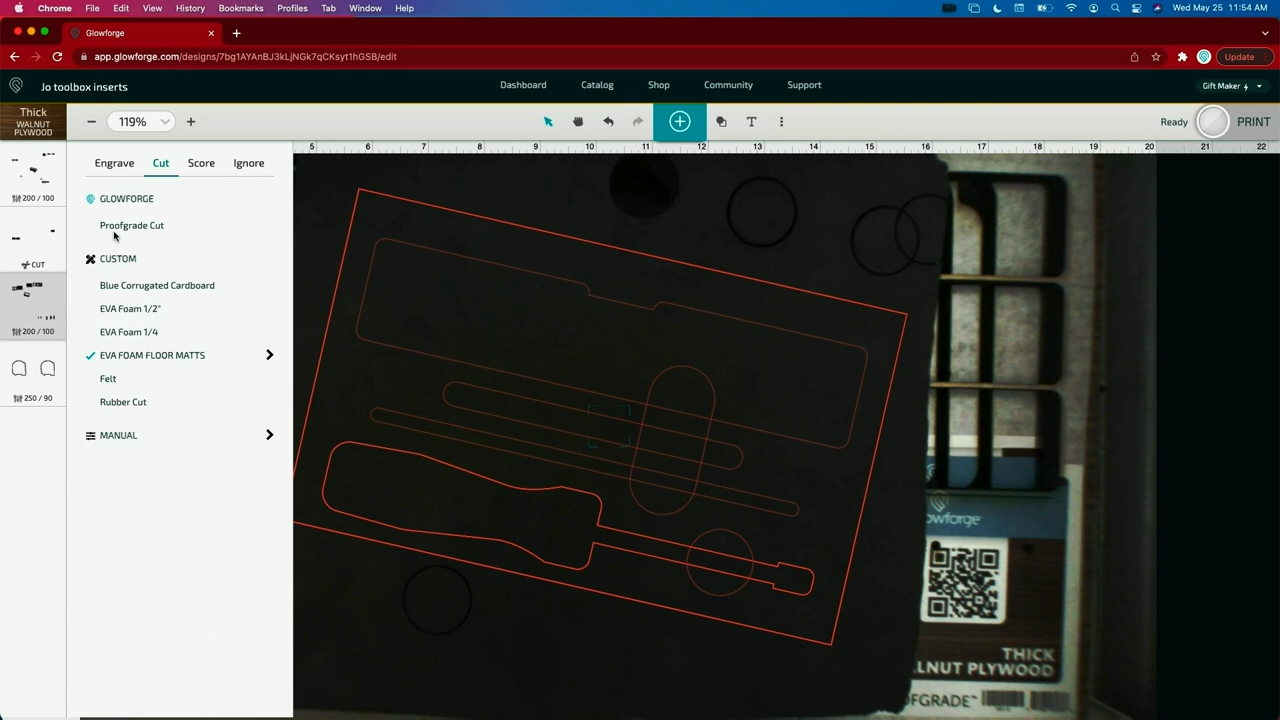 Chrome File Edit View History Bookmarks Profiles Tab Window Help Wed May 25 11:54 AM
Glowforge
app.glowforge.com/designs/7bg1AYAnBJ3kLjNGk7qCKsyt1hGSB/edit Update
Jo toolbox inserts Dashboard Catalog Shop Community Support Gift Maker
Thick
WALNUT
PLYWOOD
119% Ready PRINT
5 6 7 8 9 10 11 12 13 14 15 16 17 18 19 20 21 22
Engrave Cut Score Ignore
200 / 100
GLOWFORGE
Proofgrade Cut
CUT
CUSTOM
Blue Corrugated Cardboard
EVA Foam 1/2"
200 / 100
EVA Foam 1/4
EVA FOAM FLOOR MATTS
Felt
250 / 90
Rubber Cut
MANUAL
owforge
THICK
LNUT PLYWOOD
OFGRADE